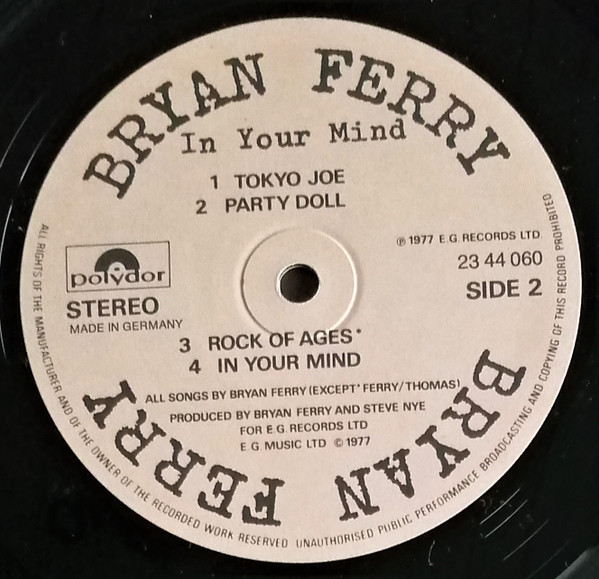 BRYAN FERRY
In Your Mind
1 TOKYO JOE
2 PARTY DOLL
polydor
STEREO
MADE IN GERMANY
℗ 1977 E.G. RECORDS LTD.
23 44 060
SIDE 2
3 ROCK OF AGES*
4 IN YOUR MIND
ALL SONGS BY BRYAN FERRY (EXCEPT* FERRY/THOMAS)
PRODUCED BY BRYAN FERRY AND STEVE NYE
FOR E.G. RECORDS LTD
E.G. MUSIC LTD © 1977
BRYAN FERRY
ALL RIGHTS OF THE MANUFACTURER AND OF THE OWNER OF THE RECORDED WORK RESERVED UNAUTHORISED PUBLIC PERFORMANCE BROADCASTING AND COPYING OF THIS RECORD PROHIBITED